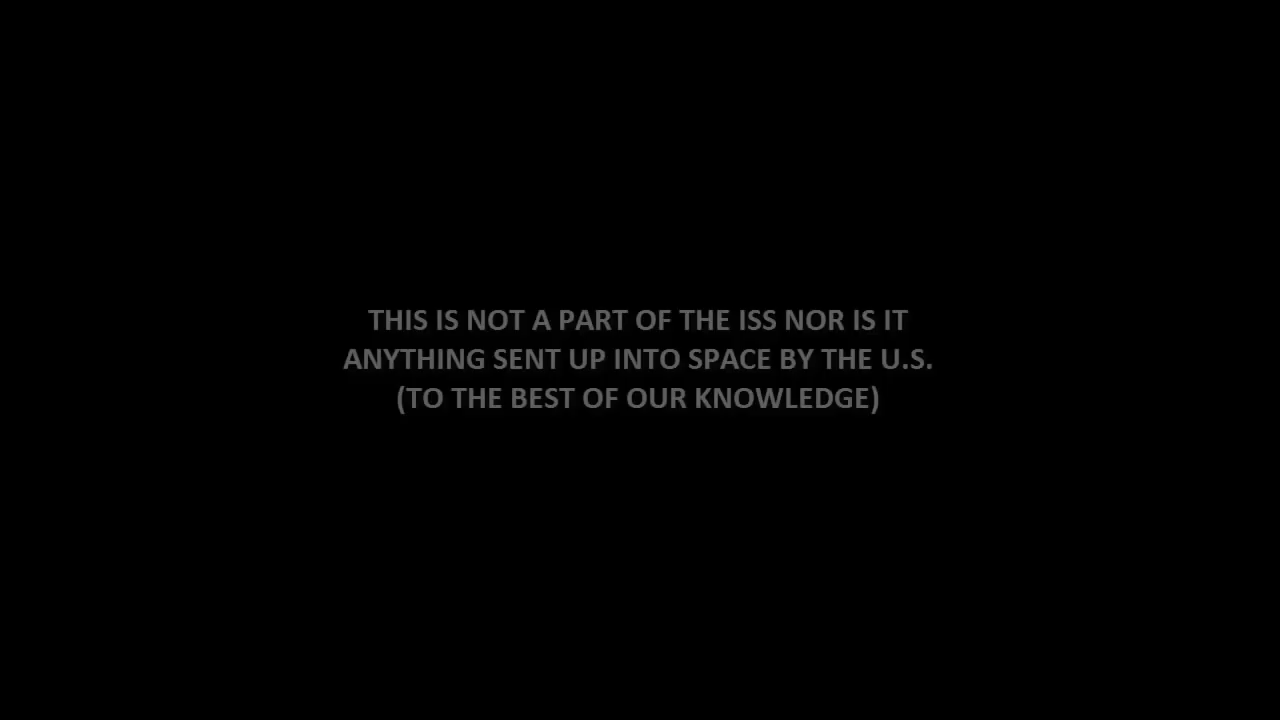 THIS IS NOT A PART OF THE ISS NOR IS IT
ANYTHING SENT UP INTO SPACE BY THE U.S.
(TO THE BEST OF OUR KNOWLEDGE)